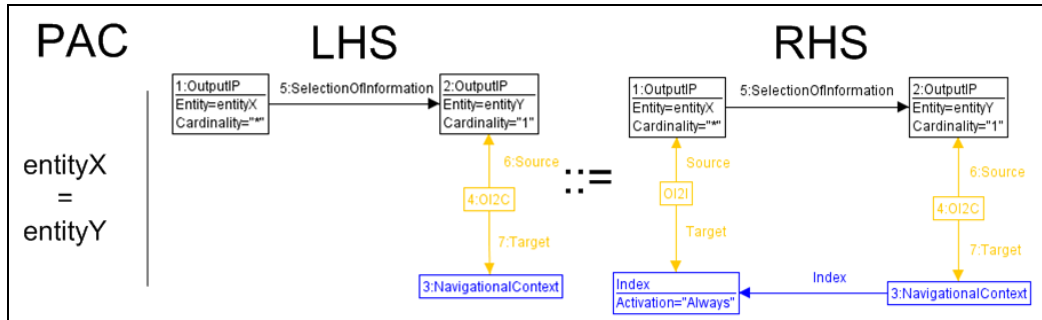 PAC
LHS
RHS
entityX
=
entityY
1:OutputIP
Entity=entityX
Cardinality="*"
5:SelectionOfInformation
2:OutputIP
Entity=entityY
Cardinality="1"
6:Source
4:OI2C
7:Target
3:NavigationalContext
::=
1:OutputIP
Entity=entityX
Cardinality="*"
5:SelectionOfInformation
2:OutputIP
Entity=entityY
Cardinality="1"
Source
OI2I
Target
6:Source
4:OI2C
7:Target
Index
Activation="Always"
Index
3:NavigationalContext